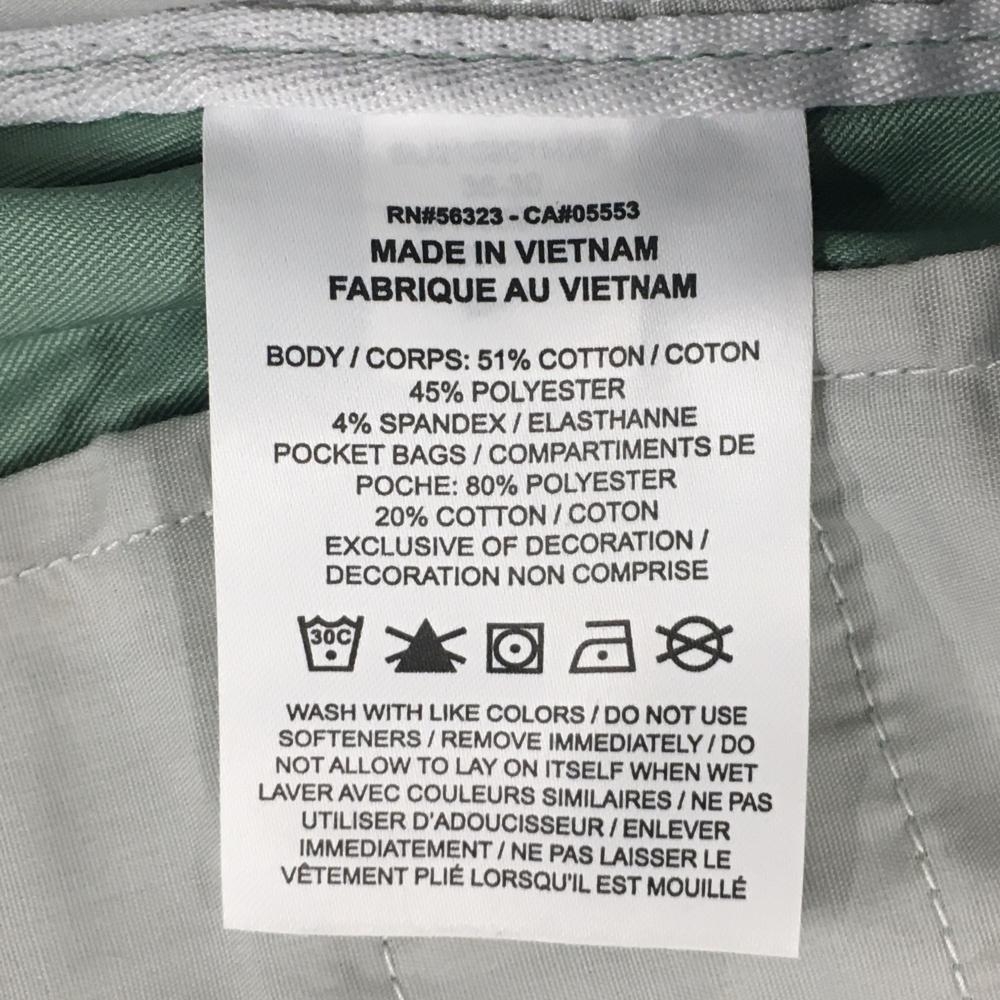 RN#56323 - CA#05553
MADE IN VIETNAM
FABRIQUE AU VIETNAM
BODY / CORPS: 51% COTTON / COTON
45% POLYESTER
4% SPANDEX / ELASTHANNE
POCKET BAGS / COMPARTIMENTS DE
POCHE: 80% POLYESTER
20% COTTON / COTON
EXCLUSIVE OF DECORATION /
DECORATION NON COMPRISE
30C
WASH WITH LIKE COLORS / DO NOT USE
SOFTENERS / REMOVE IMMEDIATELY / DO
NOT ALLOW TO LAY ON ITSELF WHEN WET
LAVER AVEC COULEURS SIMILAIRES / NE PAS
UTILISER D'ADOUCISSEUR / ENLEVER
IMMEDIATEMENT / NE PAS LAISSER LE
VÊTEMENT PLIÉ LORSQU'IL EST MOUILLÉ